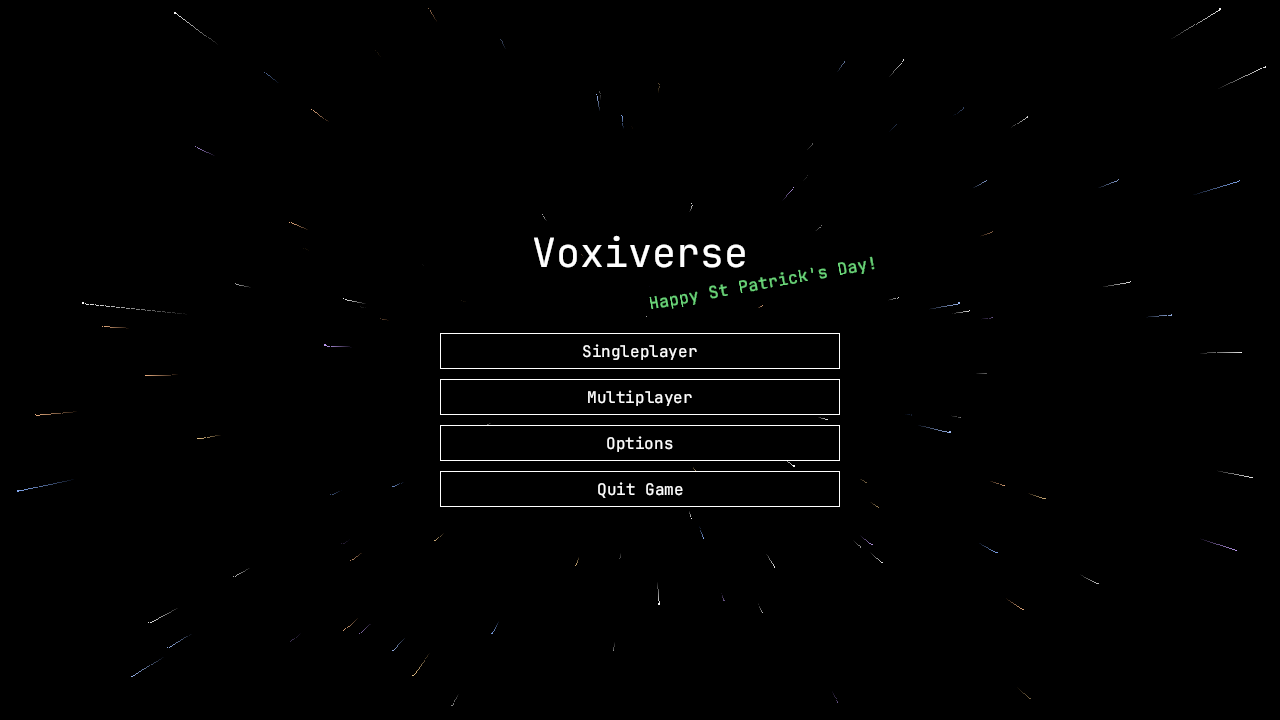 Voxiverse
Happy St Patrick's Day!
Singleplayer
Multiplayer
Options
Quit Game